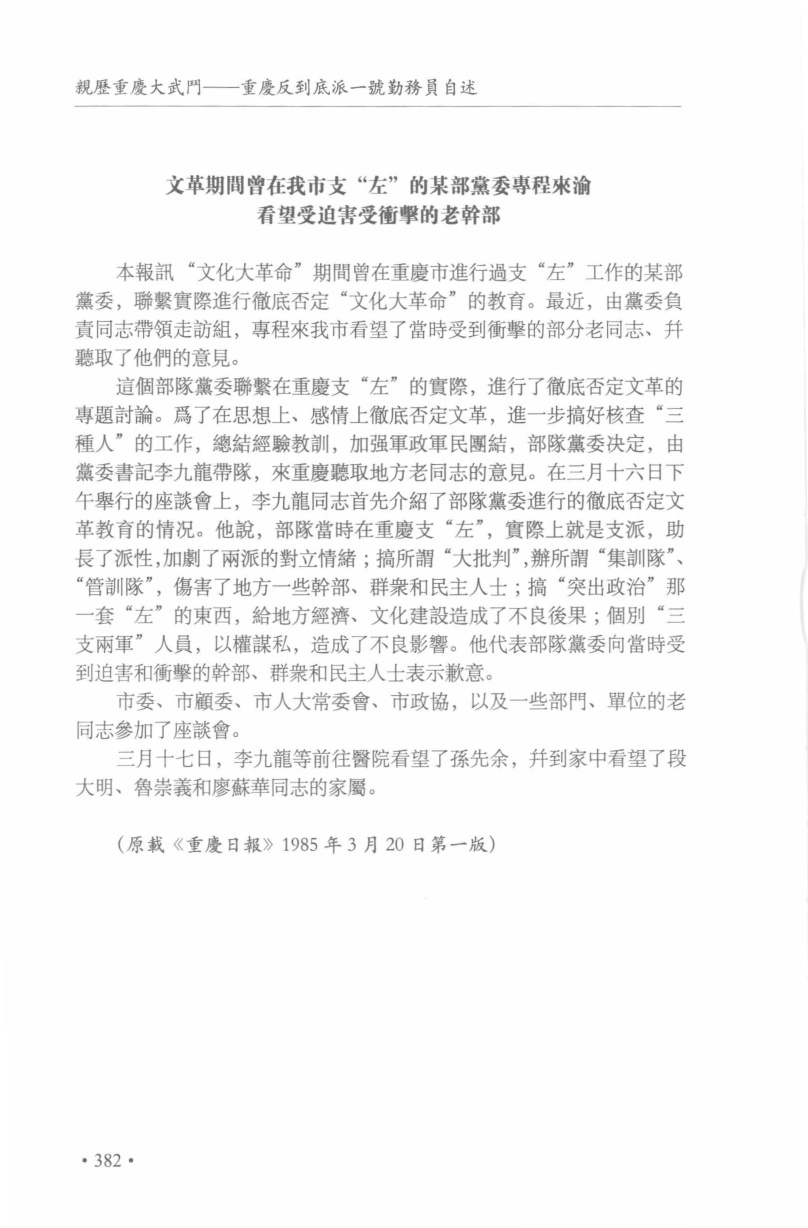 親歷重慶大武鬥——重慶反到底派一號勤務員自述
文革期間曾在我市支“左”的某部黨委專程來渝
看望受迫害受衝擊的老幹部
本報訊 “文化大革命”期間曾在重慶市進行過支“左”工作的某部
黨委，聯繫實際進行徹底否定“文化大革命”的教育。最近，由黨委負
責同志帶領走訪組，專程來我市看望了當時受到衝擊的部分老同志、幷
聽取了他們的意見。
這個部隊黨委聯繫在重慶支“左”的實際，進行了徹底否定文革的
專題討論。爲了在思想上、感情上徹底否定文革，進一步搞好核查“三
種人”的工作，總結經驗教訓，加强軍政軍民團結，部隊黨委決定，由
黨委書記李九龍帶隊，來重慶聽取地方老同志的意見。在三月十六日下
午舉行的座談會上，李九龍同志首先介紹了部隊黨委進行的徹底否定文
革教育的情況。他說，部隊當時在重慶支“左”，實際上就是支派，助
長了派性,加劇了兩派的對立情緒；搞所謂“大批判”,辦所謂“集訓隊”、
“管訓隊”，傷害了地方一些幹部、群衆和民主人士；搞“突出政治”那
一套“左”的東西，給地方經濟、文化建設造成了不良後果；個別“三
支兩軍”人員，以權謀私，造成了不良影響。他代表部隊黨委向當時受
到迫害和衝擊的幹部、群衆和民主人士表示歉意。
市委、市顧委、市人大常委會、市政協，以及一些部門、單位的老
同志參加了座談會。
三月十七日，李九龍等前往醫院看望了孫先余，幷到家中看望了段
大明、魯崇義和廖蘇華同志的家屬。
（原載《重慶日報》1985 年 3 月 20 日第一版）
·382·